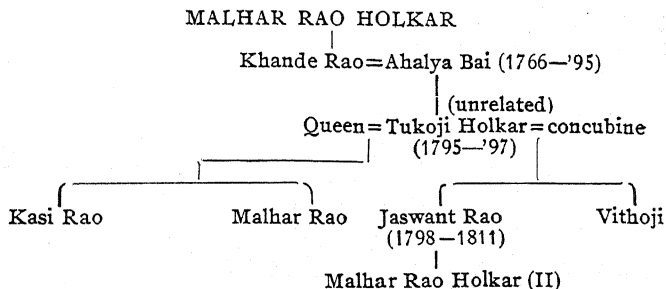 MALHAR RAO HOLKAR
Khande Rao=Ahalya Bai (1766—'95)
(unrelated)
Queen=Tukoji Holkar=concubine
(1795—'97)
Kasi Rao Malhar Rao Jaswant Rao Vithoji
(1798—1811)
Malhar Rao Holkar (II)